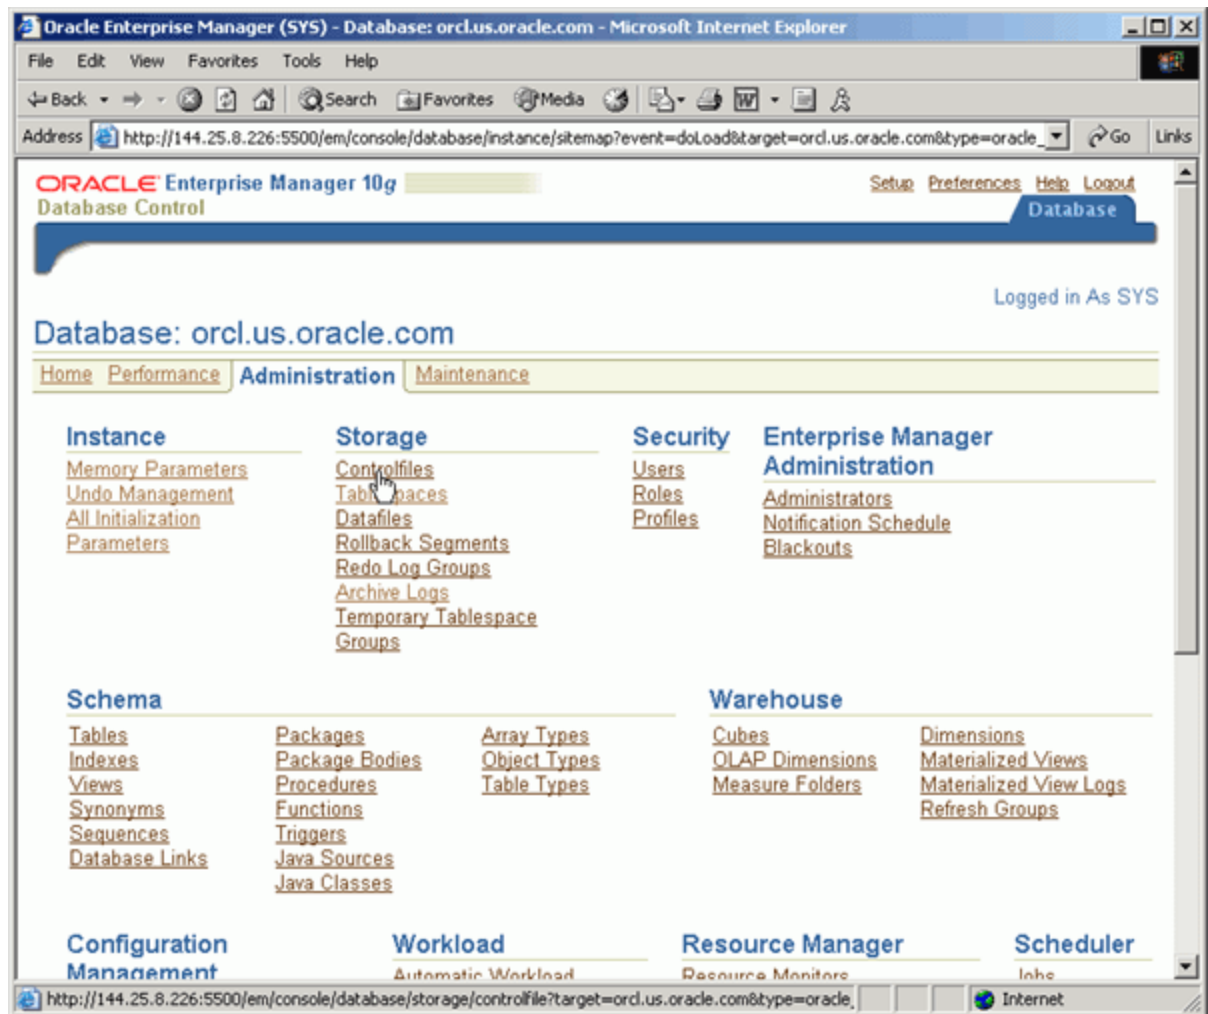 Oracle Enterprise Manager (SYS) - Database: orcl.us.oracle.com - Microsoft Internet Explorer
File Edit View Favorites Tools Help
Back Search Favorites Media
Address http://144.25.8.226:5500/em/console/database/instance/sitemap?event=doLoad&target=orcl.us.oracle.com&type=oracle_ Go Links
ORACLE Enterprise Manager 10g
Database Control
Setup Preferences Help Logout
Database
Logged in As SYS
Database: orcl.us.oracle.com
Home Performance Administration Maintenance
Instance
Memory Parameters
Undo Management
All Initialization
Parameters
Storage
Controlfiles
Tablespaces
Datafiles
Rollback Segments
Redo Log Groups
Archive Logs
Temporary Tablespace
Groups
Security
Users
Roles
Profiles
Enterprise Manager
Administration
Administrators
Notification Schedule
Blackouts
Schema
Tables
Indexes
Views
Synonyms
Sequences
Database Links
Packages
Package Bodies
Procedures
Functions
Triggers
Java Sources
Java Classes
Array Types
Object Types
Table Types
Warehouse
Cubes
OLAP Dimensions
Measure Folders
Dimensions
Materialized Views
Materialized View Logs
Refresh Groups
Configuration
Management
Workload
Automatic Workload
Resource Manager
Resource Monitors
Scheduler
Jobs
http://144.25.8.226:5500/em/console/database/storage/controlfile?target=orcl.us.oracle.com&type=oracle_ Internet